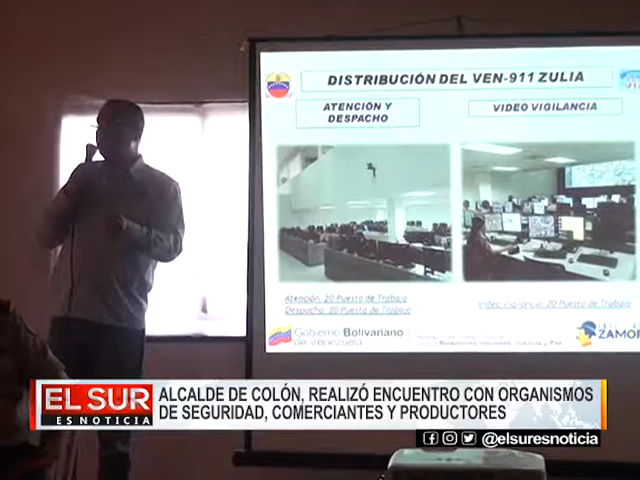 DISTRIBUCIÓN DEL VEN-911 ZULIA
ATENCIÓN Y
DESPACHO
VIDEO VIGILANCIA
Atención: 20 Puesto de Trabajo
Despacho: 20 Puesto de Trabajo
Video Vigilancia: 20 Puesto de Trabajo
Gobierno Bolivariano
de Venezuela
ZAMOR
EL SUR
ES NOTICIA
ALCALDE DE COLÓN, REALIZÓ ENCUENTRO CON ORGANISMOS
DE SEGURIDAD, COMERCIANTES Y PRODUCTORES
@elsuresnoticia